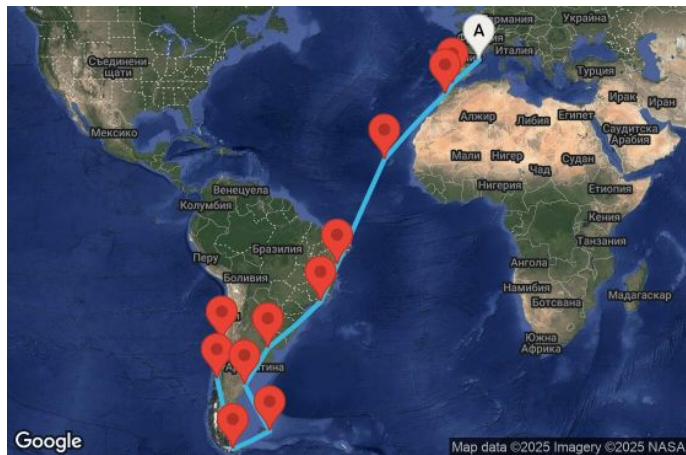 Германия
Украйна
A
Италия
Съединени
щати
Турция
Ирак
Иран
Алжир
Либия
Египет
Саудитска
Арабия
Мексико
Мали
Нигер
Судан
Чад
Венецуела
Нигерия
Етиопия
Колумбия
Кения
Бразилия
Танзания
Перу
Ангола
Боливия
Намибия
Мадагаскар
Ботсвана
Южна
Африка
Google
Map data ©2025 Imagery ©2025 NASA